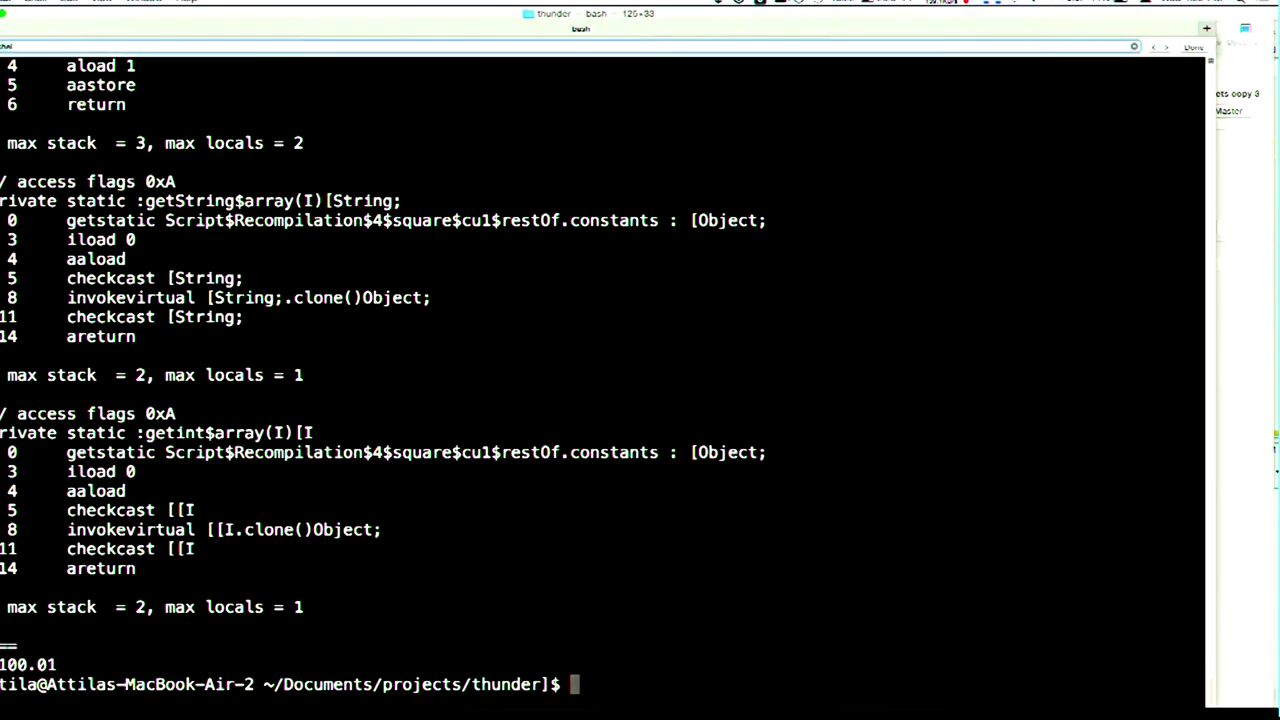 thunder — bash — 126×33
bash
Done
4 aload 1
5 aastore
6 return
max stack = 3, max locals = 2
/ access flags 0xA
rivate static :getString$array(I)[String;
0 getstatic Script$Recompilation$4$square$cu1$restOf.constants : [Object;
3 iload 0
4 aaload
5 checkcast [String;
8 invokevirtual [String;.clone()Object;
11 checkcast [String;
14 areturn
max stack = 2, max locals = 1
/ access flags 0xA
rivate static :getint$array(I)[I
0 getstatic Script$Recompilation$4$square$cu1$restOf.constants : [Object;
3 iload 0
4 aaload
5 checkcast [[I
8 invokevirtual [[I.clone()Object;
11 checkcast [[I
14 areturn
max stack = 2, max locals = 1
==
100.01
tila@Attilas-MacBook-Air-2 ~/Documents/projects/thunder]$
ets copy 3
Master